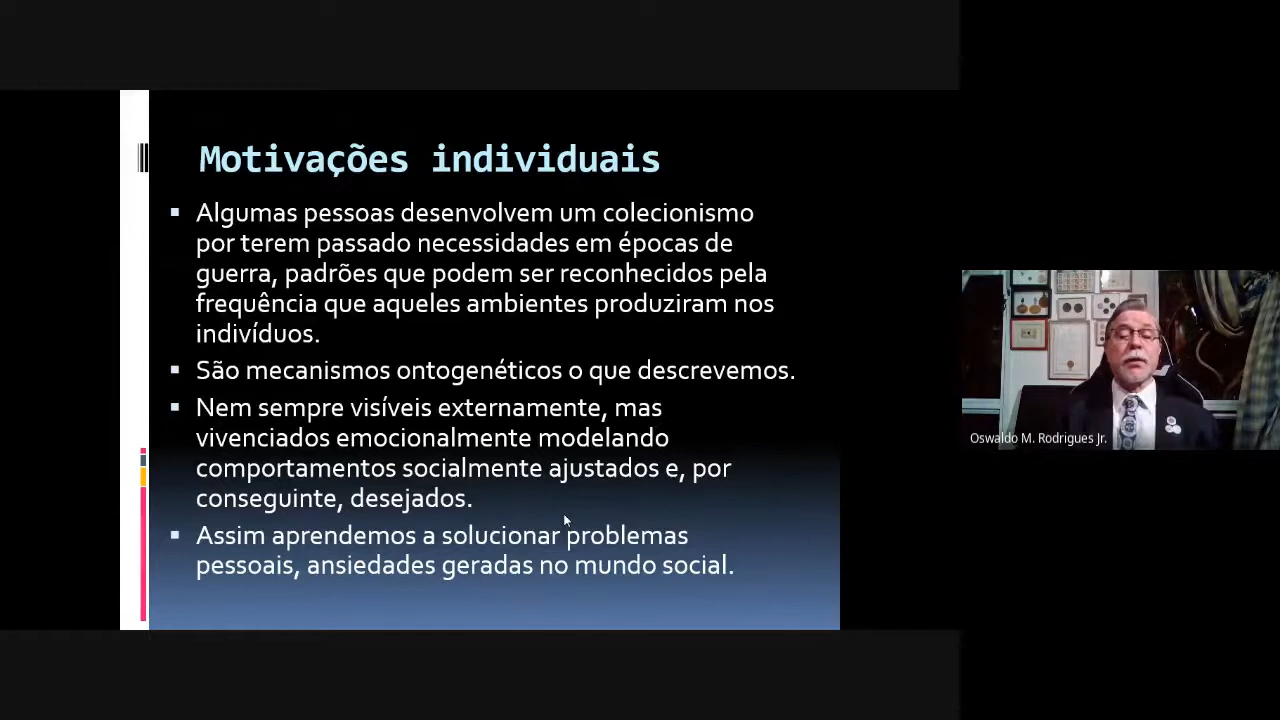 Motivações individuais
Algumas pessoas desenvolvem um colecionismo
por terem passado necessidades em épocas de
guerra, padrões que podem ser reconhecidos pela
frequência que aqueles ambientes produziram nos
indivíduos.
São mecanismos ontogenéticos o que descrevemos.
Nem sempre visíveis externamente, mas
vivenciados emocionalmente modelando
comportamentos socialmente ajustados e, por
conseguinte, desejados.
Assim aprendemos a solucionar problemas
pessoais, ansiedades geradas no mundo social.
Oswaldo M. Rodrigues Jr.